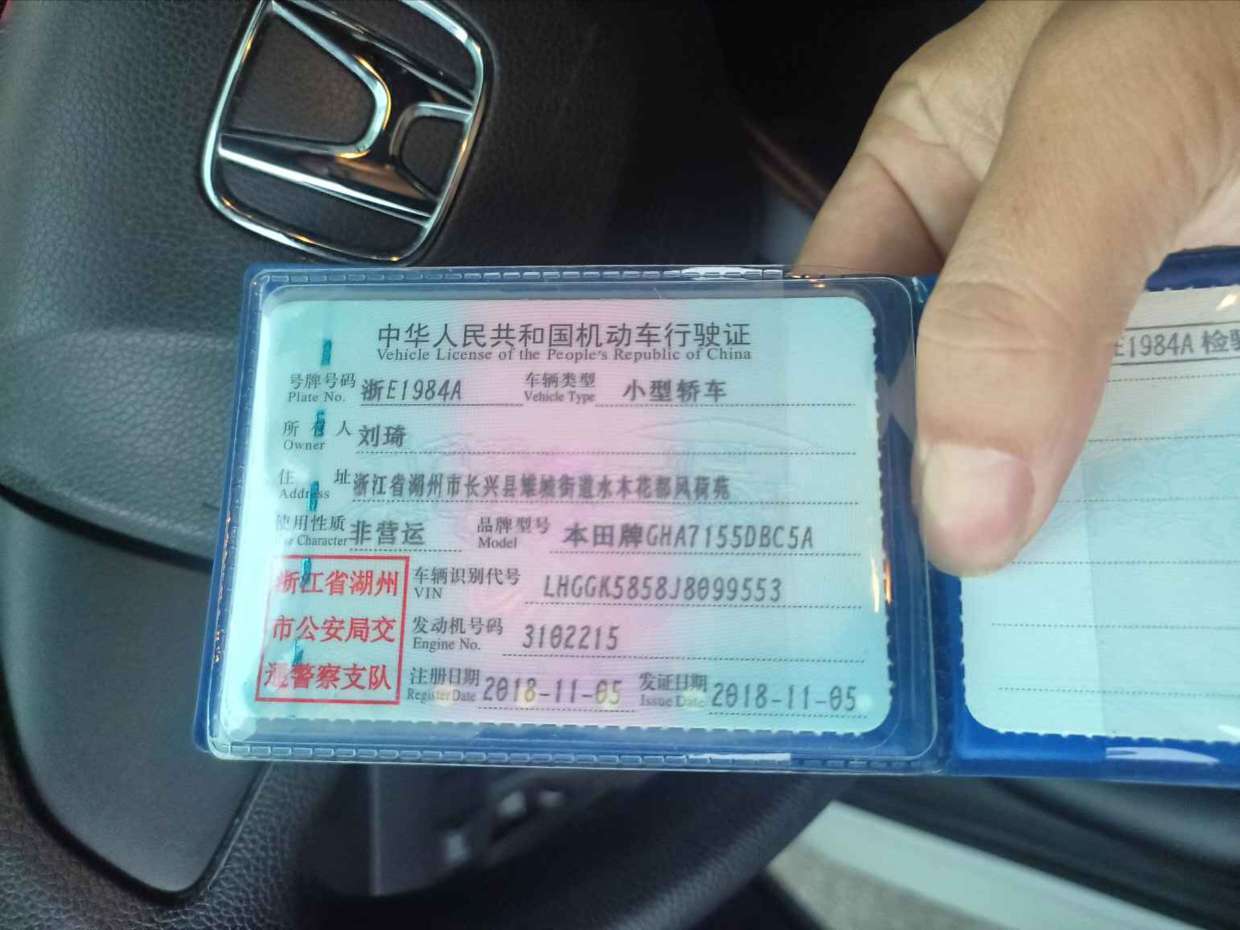 中华人民共和国机动车行驶证
Vehicle License of the People's Republic of China
号牌号码 浙E1984A 车辆类型 小型轿车
Plate No. Vehicle Type
所有人 刘琦
Owner
住址 浙江省湖州市长兴县雉城街道水木花都风荷苑
Address
使用性质 非营运 品牌型号 本田牌GHA7155DBC5A
Use Character Model
浙江省湖州
市公安局交
通警察支队
车辆识别代号 LHGGK5858J8099553
VIN
发动机号码 3102215
Engine No.
注册日期 2018-11-05 发证日期 2018-11-05
Register Date Issue Date
E1984A 检验